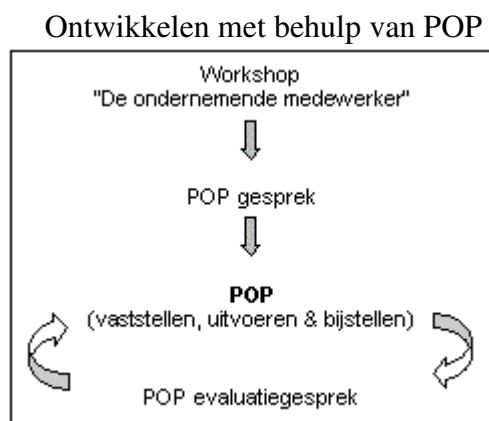 Ontwikkelen met behulp van POP
Workshop
"De ondernemende medewerker"
POP gesprek
POP
(vaststellen, uitvoeren & bijstellen)
POP evaluatiegesprek